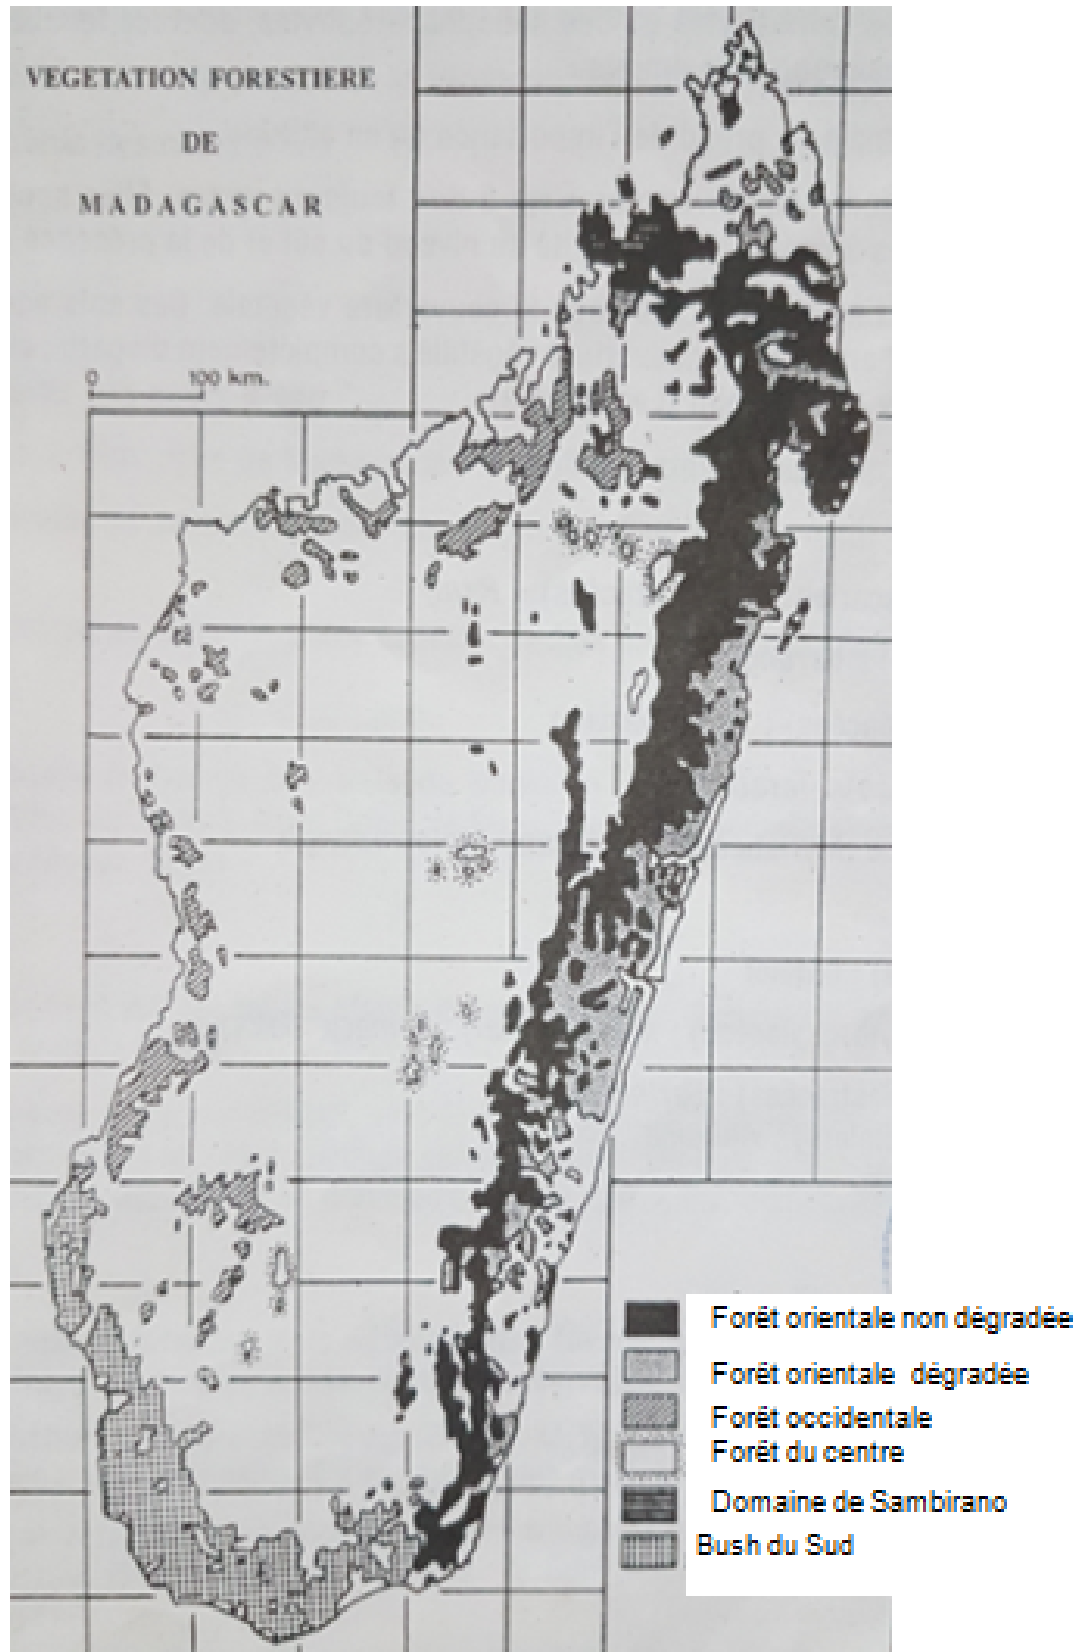 VEGETATION FORESTIERE
DE
MADAGASCAR
0 100 km.
Forêt orientale non dégradée
Forêt orientale dégradée
Forêt occidentale
Forêt du centre
Domaine de Sambirano
Bush du Sud